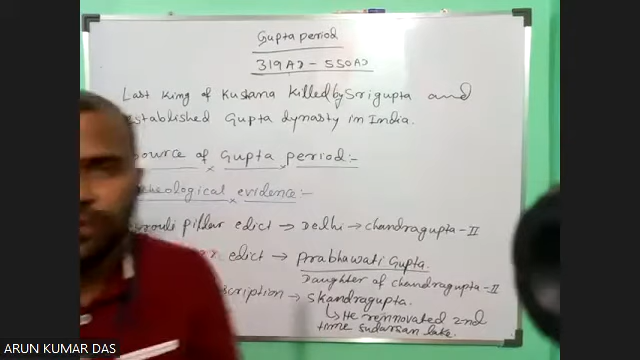 Gupta period
319AD - 550AD
Last King of Kushana Killed by Srigupta and
established Gupta dynasty in India.
source of Gupta period:-
evidence:-
pillar edict → Delhi → chandragupta-II
edict → Prabhawati Gupta.
Daughter of chandragupta-II
→ Skandragupta.
He rennovated 2nd
time sudarsan lake.
ARUN KUMAR DAS